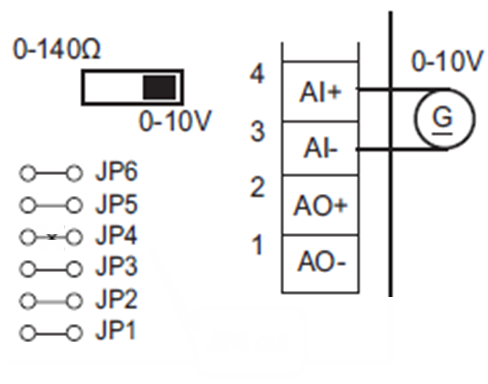 0-140Ω
0-10V
JP6
JP5
JP4
JP3
JP2
JP1
4 AI+
3 AI-
2 AO+
1 AO-
0-10V
G